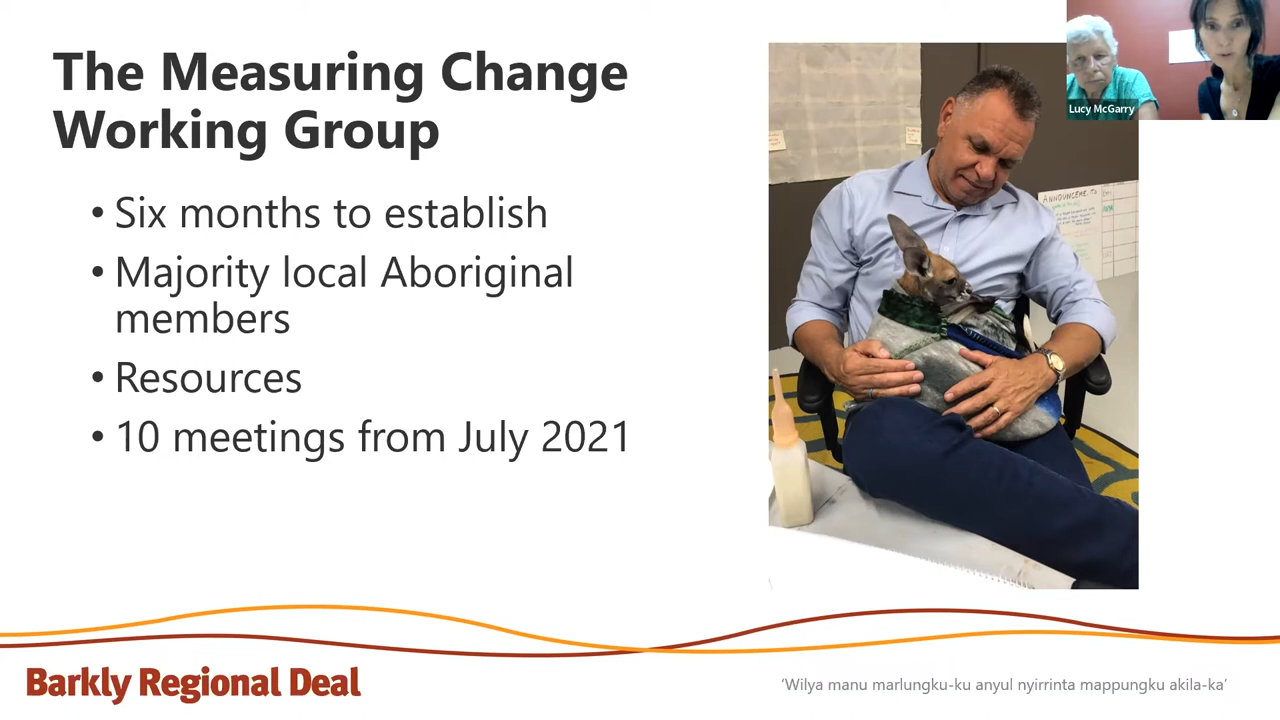 The Measuring Change
Working Group
• Six months to establish
• Majority local Aboriginal
members
• Resources
• 10 meetings from July 2021
Lucy McGarry
Barkly Regional Deal
‘Wilya manu marlungku-ku anyul nyirrinta mappungku akila-ka’